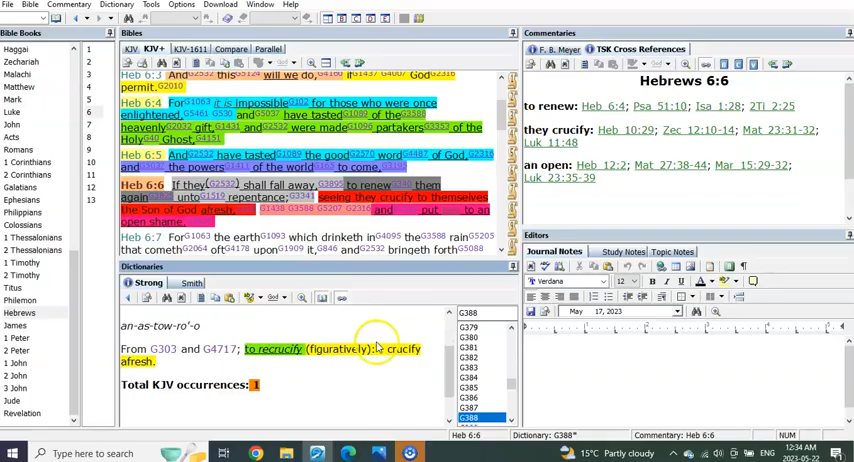 File View Bible Commentary Dictionary Tools Options Download Window Help
Bible Books
Haggai
Zechariah
Malachi
Matthew
Mark
Luke
John
Acts
Romans
1 Corinthians
2 Corinthians
Galatians
Ephesians
Philippians
Colossians
1 Thessalonians
2 Thessalonians
1 Timothy
2 Timothy
Titus
Philemon
Hebrews
James
1 Peter
2 Peter
1 John
2 John
3 John
Jude
Revelation
1
2
3
4
5
6
7
8
9
10
11
12
13
Bibles
KJV KJV+ KJV-1611 Compare Parallel
Heb 6:3 And G2532 this G5124 will we do, G4160 if G1437 G4007 God G2316
permit. G2010
Heb 6:4 For G1063 it is impossible G102 for those who were once
enlightened, G5461 G530 and G5037 have tasted G1089 of the G3588
heavenly G2032 gift, G1431 and G2532 were made G1096 partakers G3353 of the
Holy G40 Ghost, G4151
Heb 6:5 And G2532 have tasted G1089 the good G2570 word G4487 of God, G2316
and G5037 the powers G1411 of the world G165 to come, G3195
Heb 6:6 If they (G2532) shall fall away, G3895 to renew G340 them
again G3825 unto G1519 repentance; G3341 seeing they crucify to themselves
the Son of God afresh, G1438 G3588 G5207 G2316 and put to an
open shame.
Heb 6:7 For G1063 the earth G1093 which drinketh in G4095 the G3588 rain G5205
that cometh G2064 oft G4178 upon G1909 it, G846 and G2532 bringeth forth G5088
Dictionaries
Strong Smith
an-as-tow-ro'-o
From G303 and G4717; to recrucify (figuratively): crucify
afresh.
Total KJV occurrences: 1
G388
G379
G380
G381
G382
G383
G384
G385
G386
G387
G388
Commentaries
F. B. Meyer TSK Cross References
Hebrews 6:6
to renew: Heb 6:4; Psa 51:10; Isa 1:28; 2Ti 2:25
they crucify: Heb 10:29; Zec 12:10-14; Mat 23:31-32;
Luk 11:48
an open: Heb 12:2; Mat 27:38-44; Mar 15:29-32;
Luk 23:35-39
Editors
Journal Notes Study Notes Topic Notes
Verdana 12 B I U A
May 17, 2023
Heb 6:6 Dictionary: G388* Commentary: Heb 6:6 NUM
Type here to search
15°C Partly cloudy ENG 12:34 AM
2023-05-22